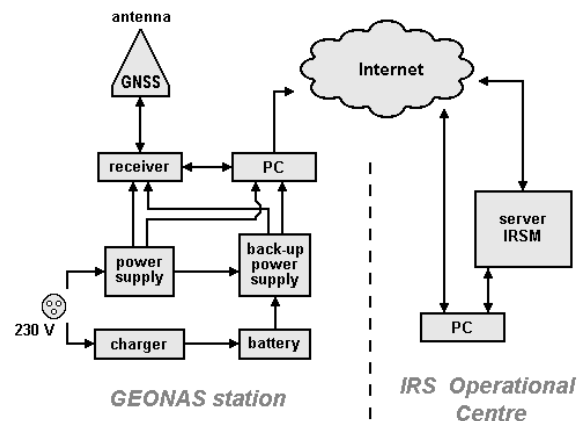 antenna
GNSS
Internet
receiver
PC
server
IRSM
power
supply
back-up
power
supply
230 V
charger
battery
PC
GEONAS station
IRS Operational
Centre